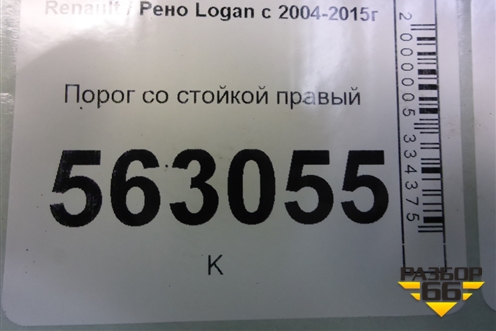 Renault / Рено Logan с 2004-2015г
Порог со стойкой правый
563055
К
2000005334375
РАЗБОР
66